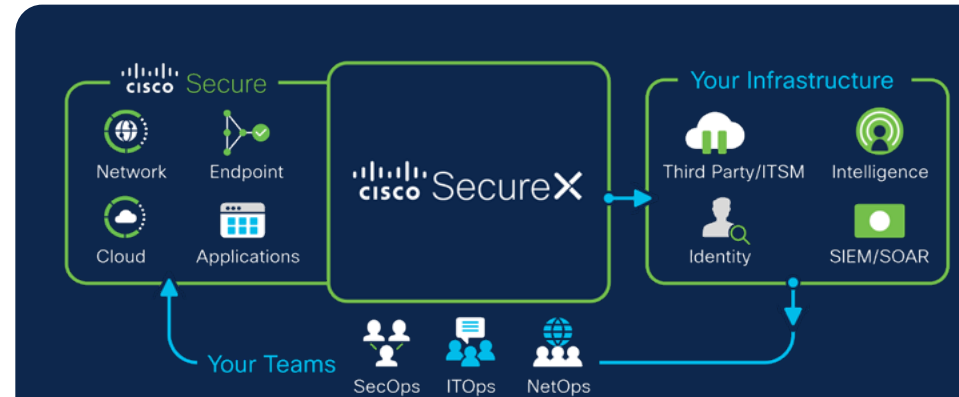 cisco Secure
Network
Endpoint
Cloud
Applications
cisco SecureX
Your Infrastructure
Third Party/ITSM
Intelligence
Identity
SIEM/SOAR
Your Teams
SecOps
ITOps
NetOps